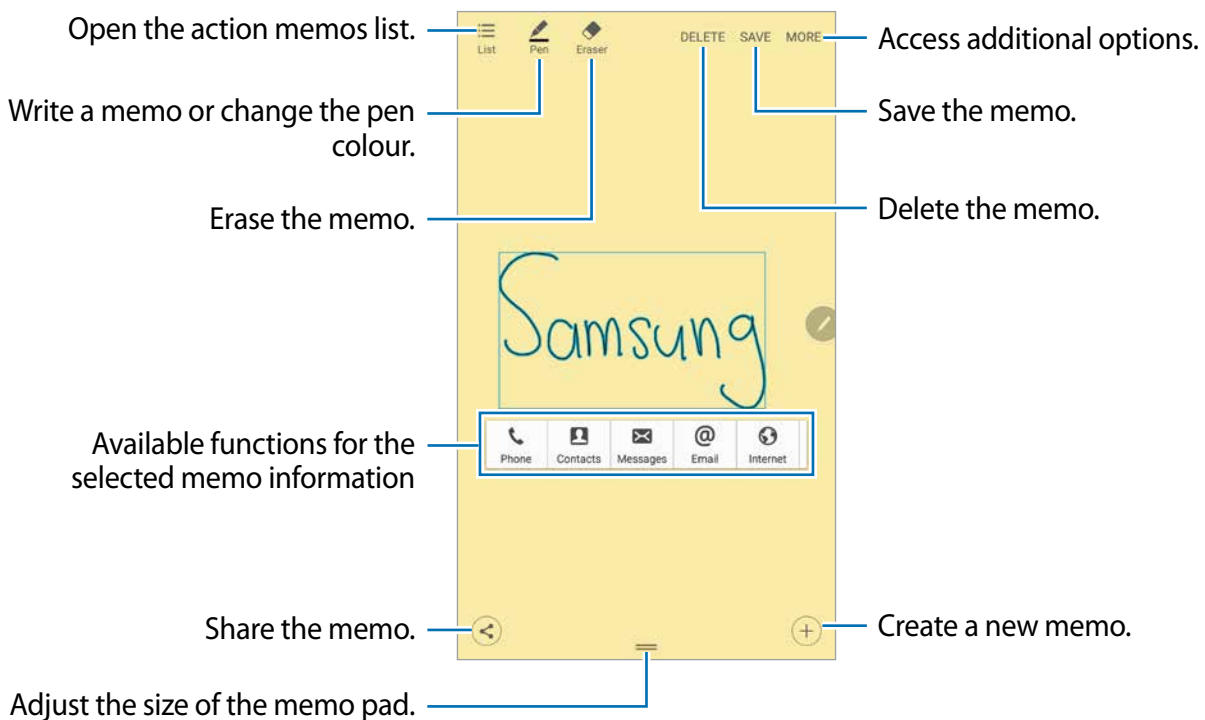 Open the action memos list.
List
Pen
Eraser
DELETE SAVE MORE
Access additional options.
Write a memo or change the pen
colour.
Save the memo.
Erase the memo.
Delete the memo.
Samsung
Available functions for the
selected memo information
Phone
Contacts
Messages
Email
Internet
Share the memo.
Create a new memo.
Adjust the size of the memo pad.